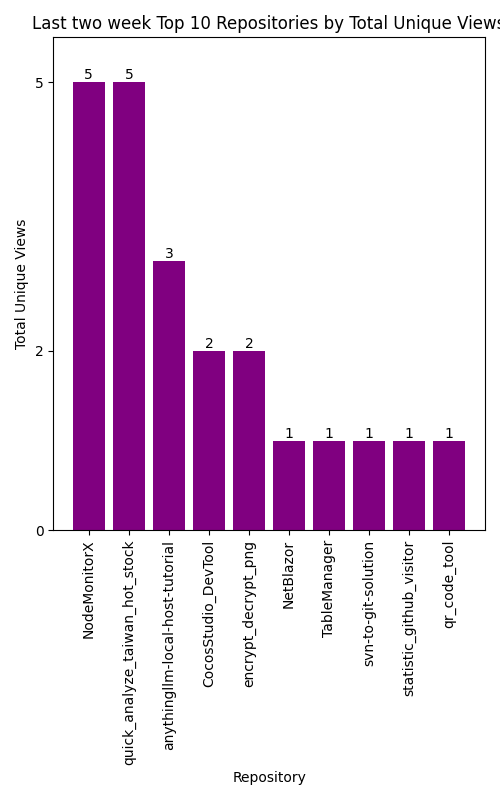 Last two week Top 10 Repositories by Total Unique Views
5 5
3
2 2
1 1 1 1 1
5
2
0
Total Unique Views
NodeMonitorX
quick_analyze_taiwan_hot_stock
anythingllm-local-host-tutorial
CocosStudio_DevTool
encrypt_decrypt_png
NetBlazor
TableManager
svn-to-git-solution
statistic_github_visitor
qr_code_tool
Repository